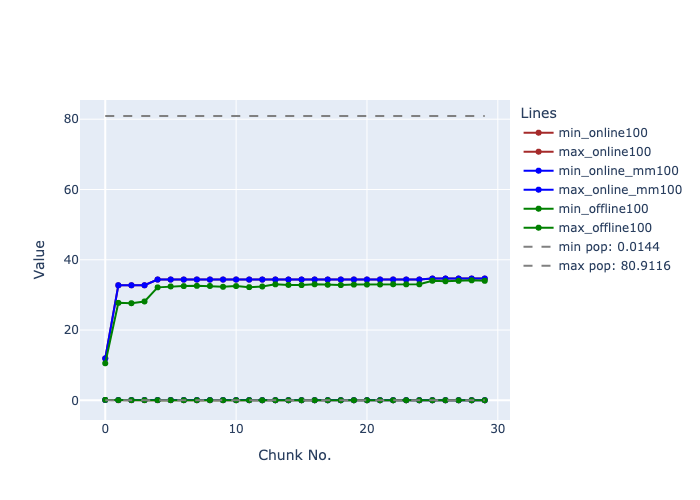 80
60
40
20
0
Value
0
10
20
30
Chunk No.
Lines
min_online100
max_online100
min_online_mm100
max_online_mm100
min_offline100
max_offline100
min pop: 0.0144
max pop: 80.9116